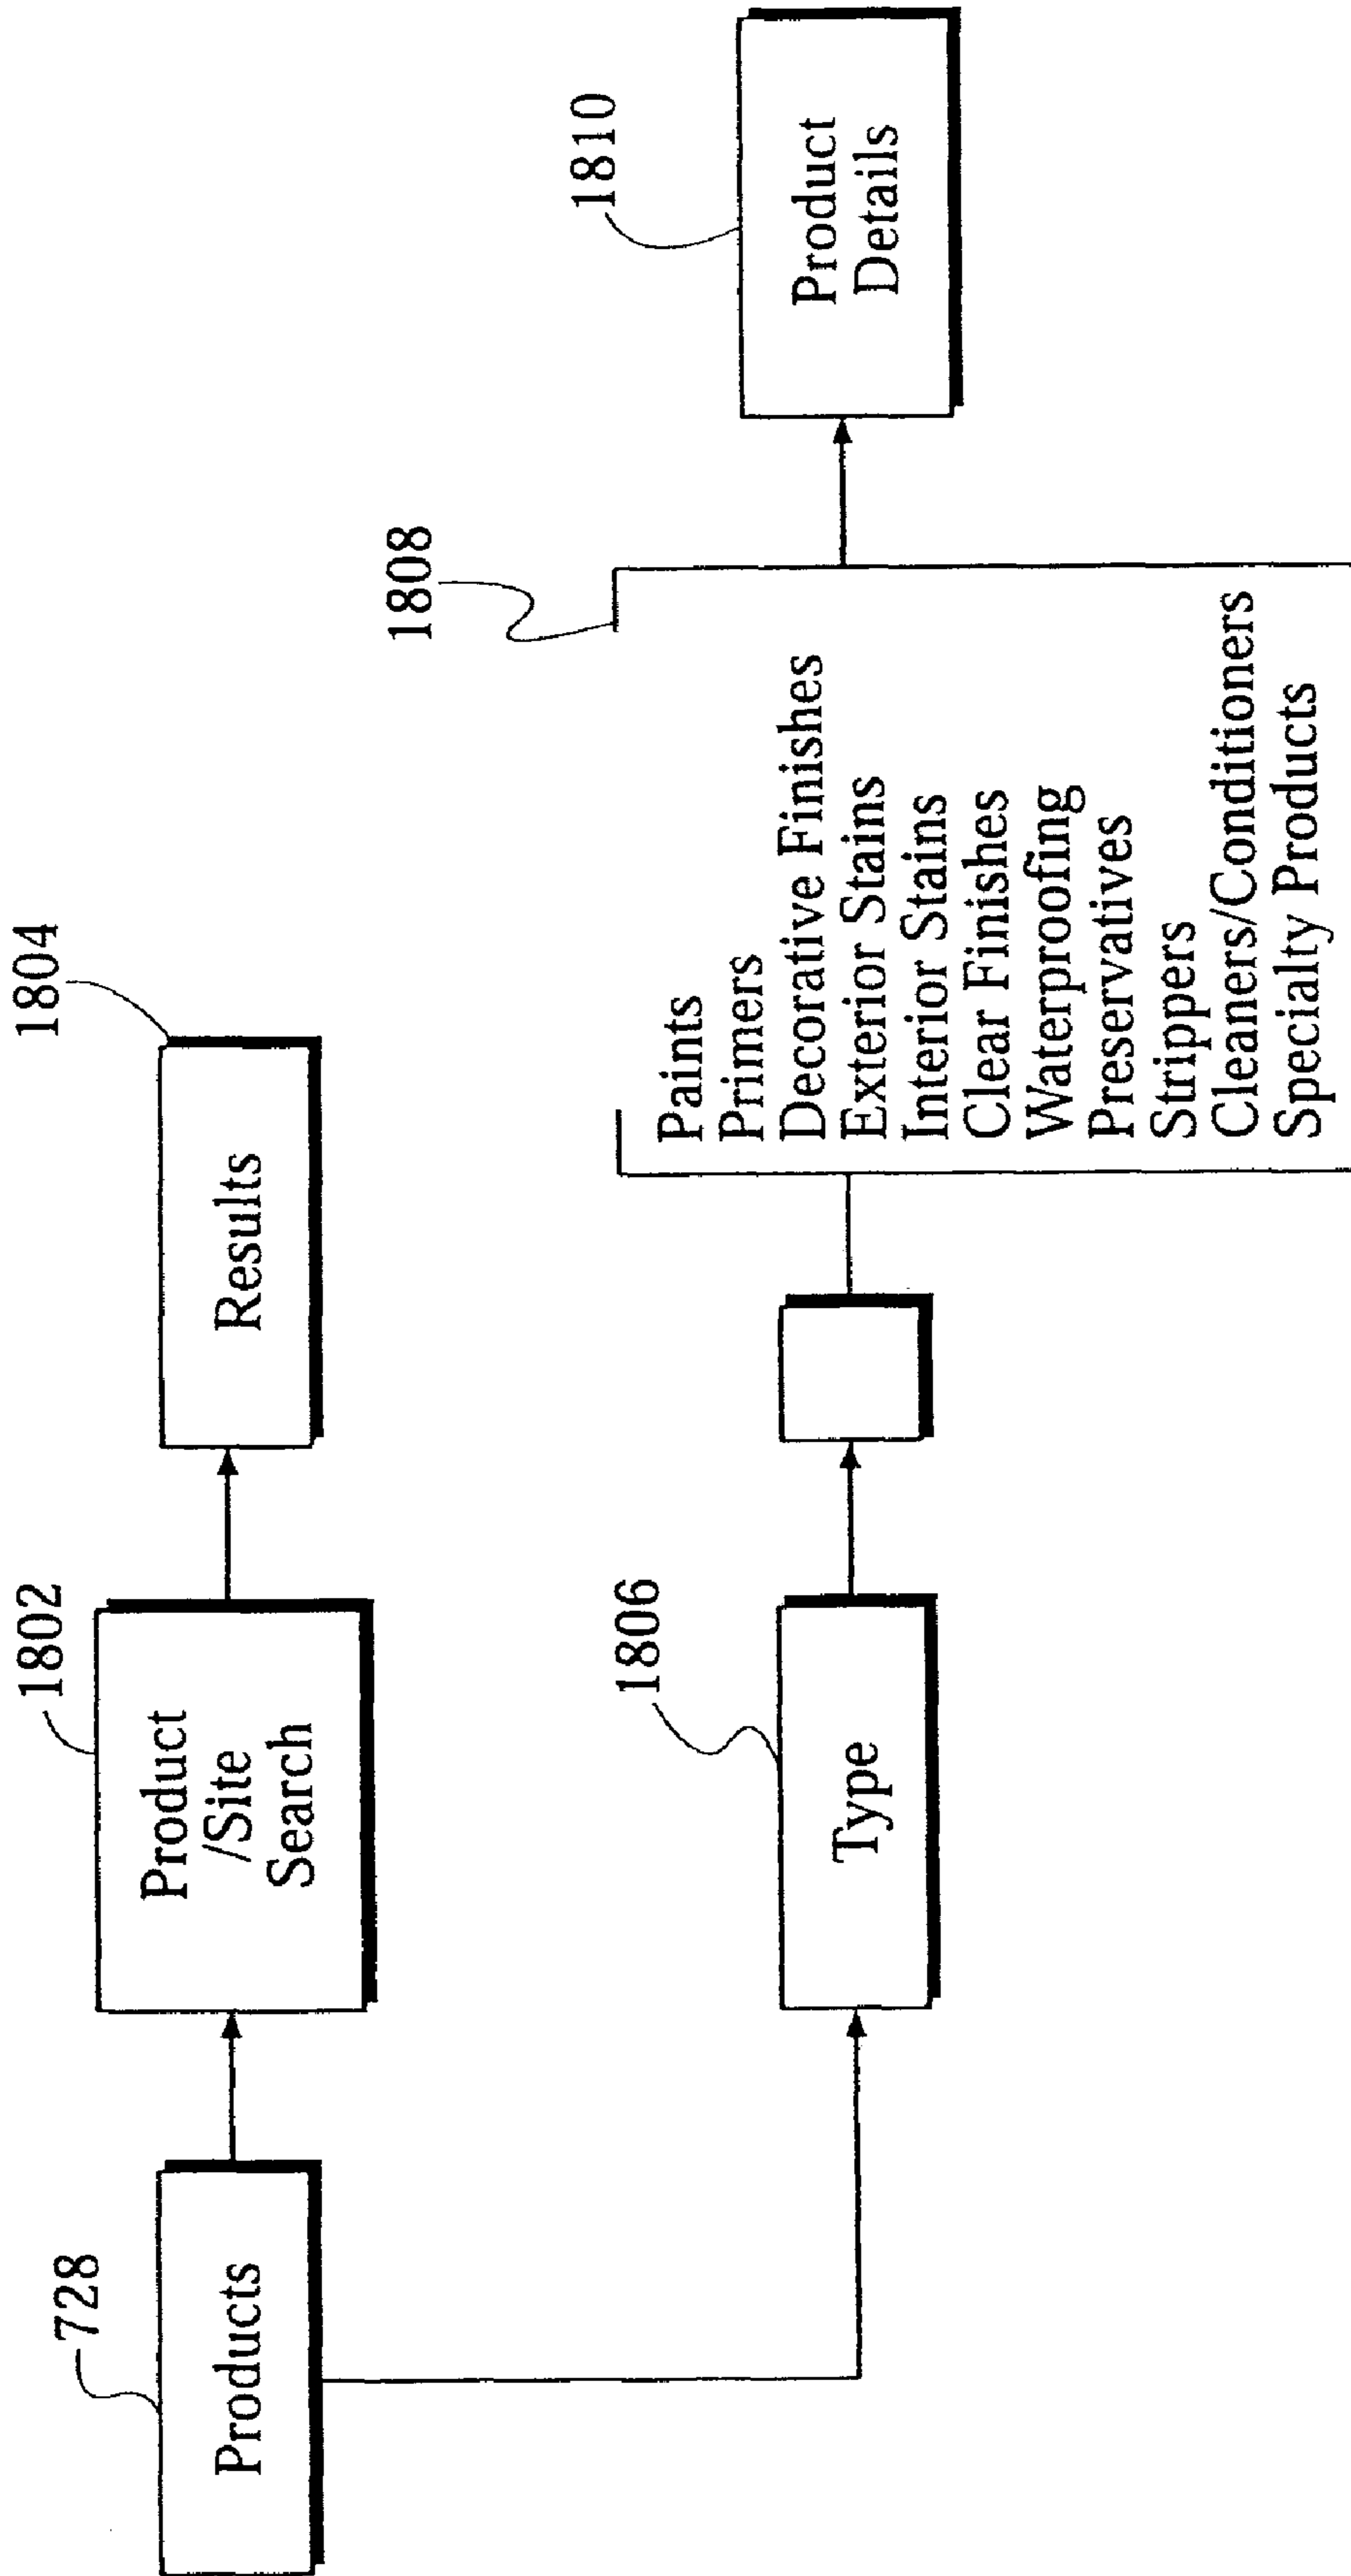 728
Products
1802
Product
/Site
Search
1804
Results
1806
Type
1808
Paints
Primers
Decorative Finishes
Exterior Stains
Interior Stains
Clear Finishes
Waterproofing
Preservatives
Strippers
Cleaners/Conditioners
Specialty Products
1810
Product
Details